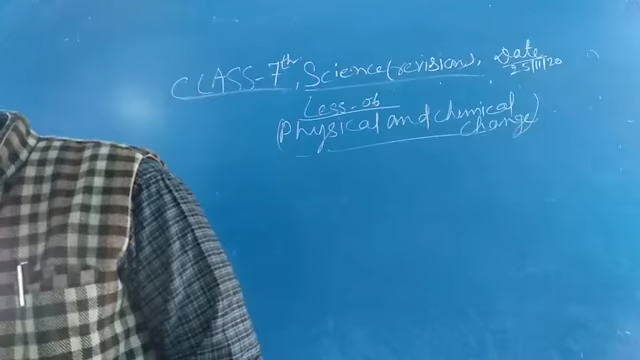 CLASS-7th, Science(revision), Date
25/11/20
Less-06
(Physical and chemical
change)